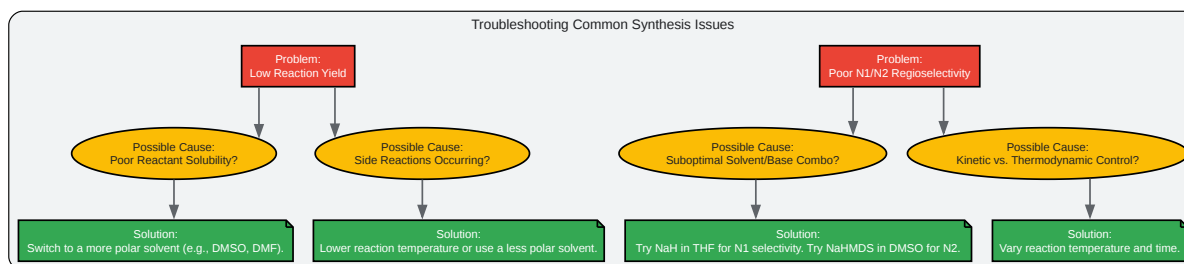 Troubleshooting Common Synthesis Issues
Problem:
Low Reaction Yield
Problem:
Poor N1/N2 Regioselectivity
Possible Cause:
Poor Reactant Solubility?
Possible Cause:
Side Reactions Occurring?
Possible Cause:
Suboptimal Solvent/Base Combo?
Possible Cause:
Kinetic vs. Thermodynamic Control?
Solution:
Switch to a more polar solvent (e.g., DMSO, DMF).
Solution:
Lower reaction temperature or use a less polar solvent.
Solution:
Try NaH in THF for N1 selectivity. Try NaHMDS in DMSO for N2.
Solution:
Vary reaction temperature and time.